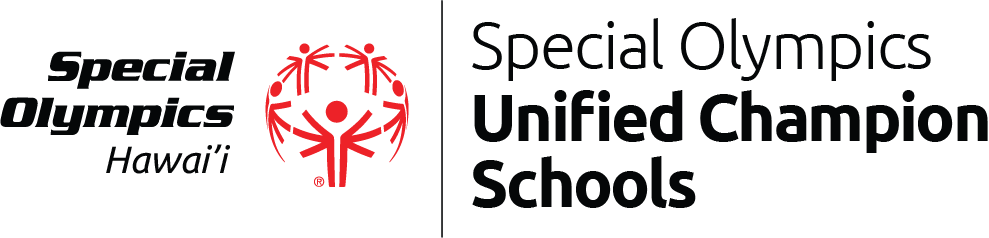 Special
Olympics
Hawai’i
®
Special Olympics
Unified Champion
Schools